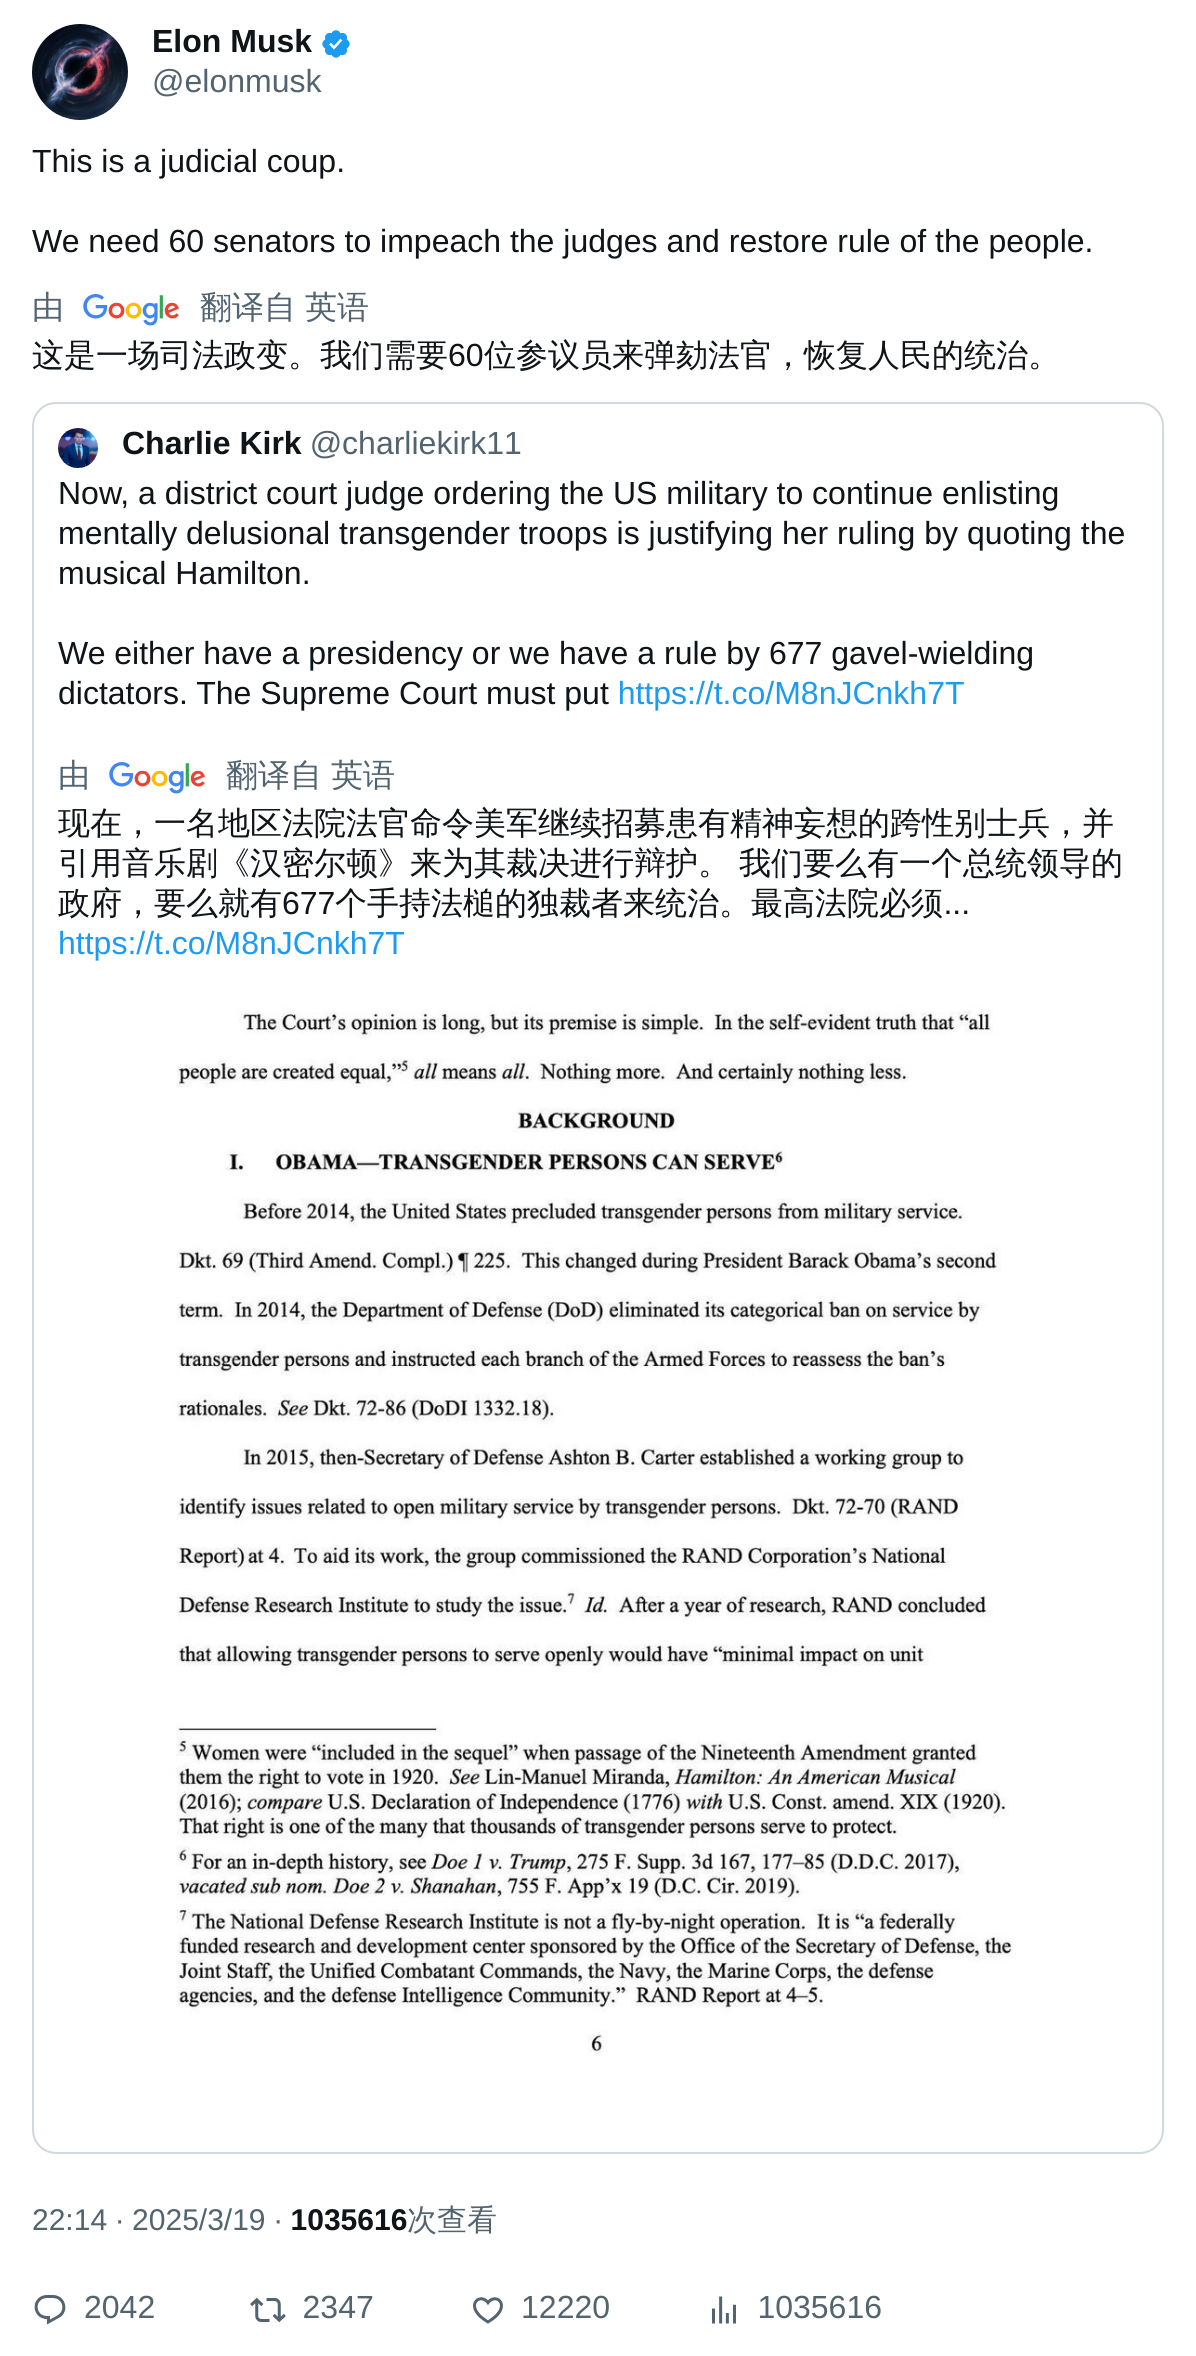 Elon Musk
@elonmusk
This is a judicial coup.
We need 60 senators to impeach the judges and restore rule of the people.
由 Google 翻译自 英语
这是一场司法政变。我们需要60位参议员来弹劾法官，恢复人民的统治。
Charlie Kirk @charliekirk11
Now, a district court judge ordering the US military to continue enlisting
mentally delusional transgender troops is justifying her ruling by quoting the
musical Hamilton.
We either have a presidency or we have a rule by 677 gavel-wielding
dictators. The Supreme Court must put https://t.co/M8nJCnkh7T
由 Google 翻译自 英语
现在，一名地区法院法官命令美军继续招募患有精神妄想的跨性别士兵，并
引用音乐剧《汉密尔顿》来为其裁决进行辩护。 我们要么有一个总统领导的
政府，要么就有677个手持法槌的独裁者来统治。最高法院必须...
https://t.co/M8nJCnkh7T
The Court’s opinion is long, but its premise is simple. In the self-evident truth that “all
people are created equal,”5 all means all. Nothing more. And certainly nothing less.
BACKGROUND
I. OBAMA—TRANSGENDER PERSONS CAN SERVE6
Before 2014, the United States precluded transgender persons from military service.
Dkt. 69 (Third Amend. Compl.) ¶ 225. This changed during President Barack Obama’s second
term. In 2014, the Department of Defense (DoD) eliminated its categorical ban on service by
transgender persons and instructed each branch of the Armed Forces to reassess the ban’s
rationales. See Dkt. 72-86 (DoDI 1332.18).
In 2015, then-Secretary of Defense Ashton B. Carter established a working group to
identify issues related to open military service by transgender persons. Dkt. 72-70 (RAND
Report) at 4. To aid its work, the group commissioned the RAND Corporation’s National
Defense Research Institute to study the issue.7 Id. After a year of research, RAND concluded
that allowing transgender persons to serve openly would have “minimal impact on unit
5 Women were “included in the sequel” when passage of the Nineteenth Amendment granted
them the right to vote in 1920. See Lin-Manuel Miranda, Hamilton: An American Musical
(2016); compare U.S. Declaration of Independence (1776) with U.S. Const. amend. XIX (1920).
That right is one of the many that thousands of transgender persons serve to protect.
6 For an in-depth history, see Doe 1 v. Trump, 275 F. Supp. 3d 167, 177–85 (D.D.C. 2017),
vacated sub nom. Doe 2 v. Shanahan, 755 F. App’x 19 (D.C. Cir. 2019).
7 The National Defense Research Institute is not a fly-by-night operation. It is “a federally
funded research and development center sponsored by the Office of the Secretary of Defense, the
Joint Staff, the Unified Combatant Commands, the Navy, the Marine Corps, the defense
agencies, and the defense Intelligence Community.” RAND Report at 4–5.
6
22:14 · 2025/3/19 · 1035616次查看
2042 2347 12220 1035616